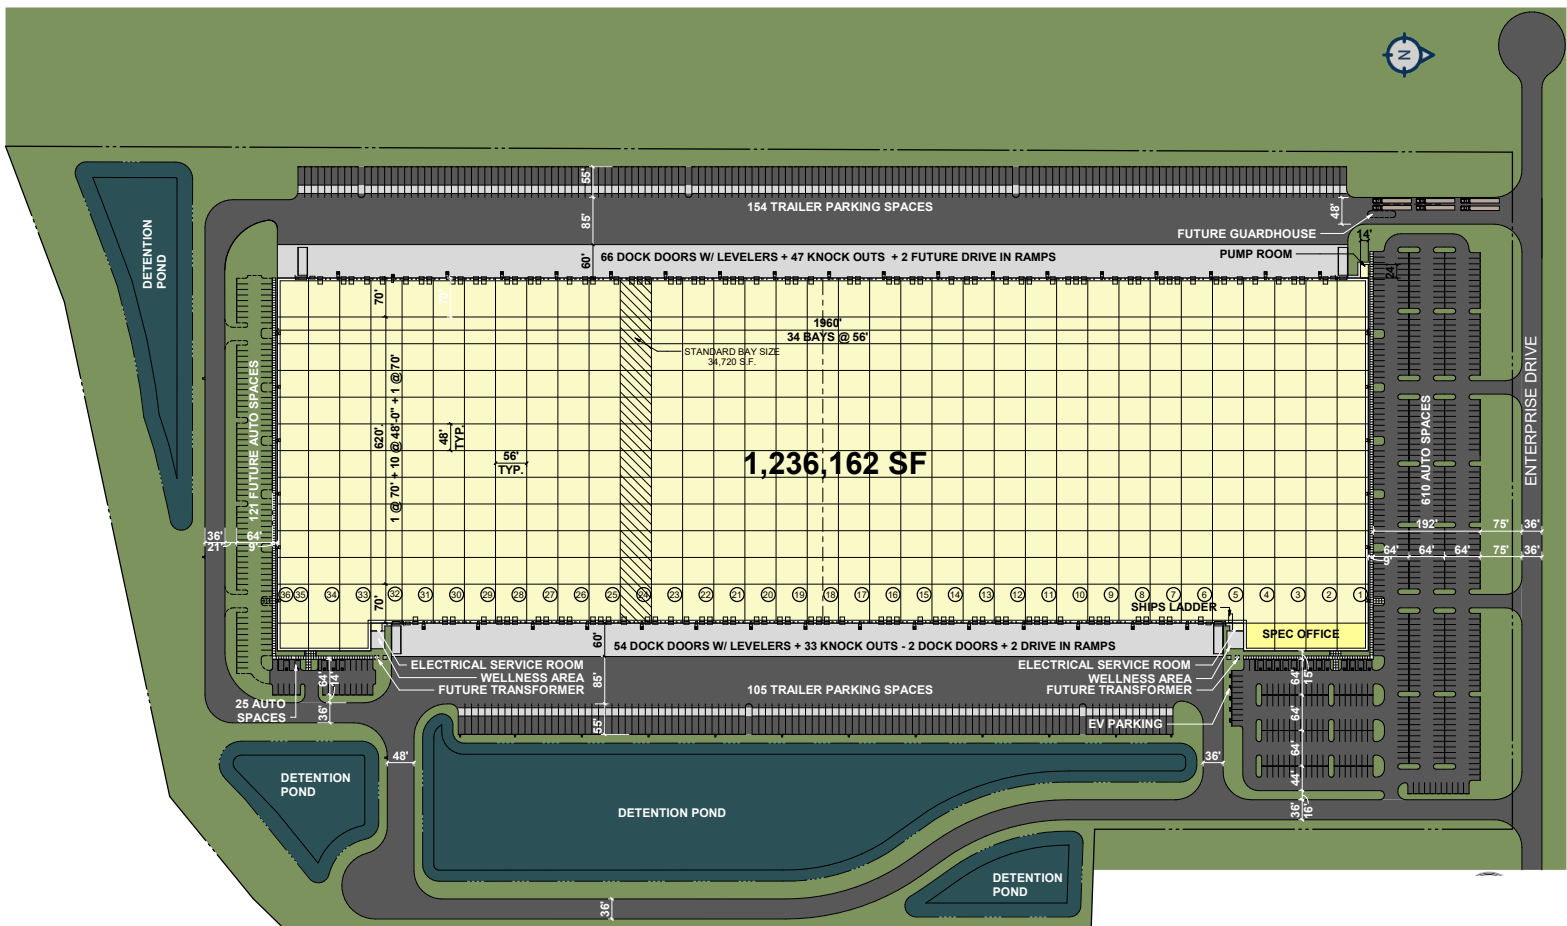 N
55'
154 TRAILER PARKING SPACES
85'
48'
FUTURE GUARDHOUSE
14'
66 DOCK DOORS W/ LEVELERS + 47 KNOCK OUTS + 2 FUTURE DRIVE IN RAMPS
60'
PUMP ROOM
24'
DETENTION
POND
70'
70'
1960'
34 BAYS @ 56'
STANDARD BAY SIZE
34,720 S.F.
121 FUTURE AUTO SPACES
620'
1 @ 70' + 10 @ 48'-0" + 1 @ 70'
48'
TYP.
56'
TYP.
1,236,162 SF
610 AUTO SPACES
ENTERPRISE DRIVE
36'
21'
64'
9'
192'
75'
36'
64'
64'
64'
75'
36'
9'
36 35 34 33 32 31 30 29 28 27 26 25 24 23 22 21 20 19 18 17 16 15 14 13 12 11 10 9 8 7 6 5 4 3 2 1
70'
SHIPS LADDER
60'
54 DOCK DOORS W/ LEVELERS + 33 KNOCK OUTS - 2 DOCK DOORS + 2 DRIVE IN RAMPS
SPEC OFFICE
ELECTRICAL SERVICE ROOM
WELLNESS AREA
FUTURE TRANSFORMER
ELECTRICAL SERVICE ROOM
WELLNESS AREA
FUTURE TRANSFORMER
64'
14'
36'
25 AUTO
SPACES
85'
105 TRAILER PARKING SPACES
55'
EV PARKING
64'
15'
64'
64'
44'
36'
16'
48'
36'
DETENTION
POND
DETENTION POND
DETENTION
POND
36'